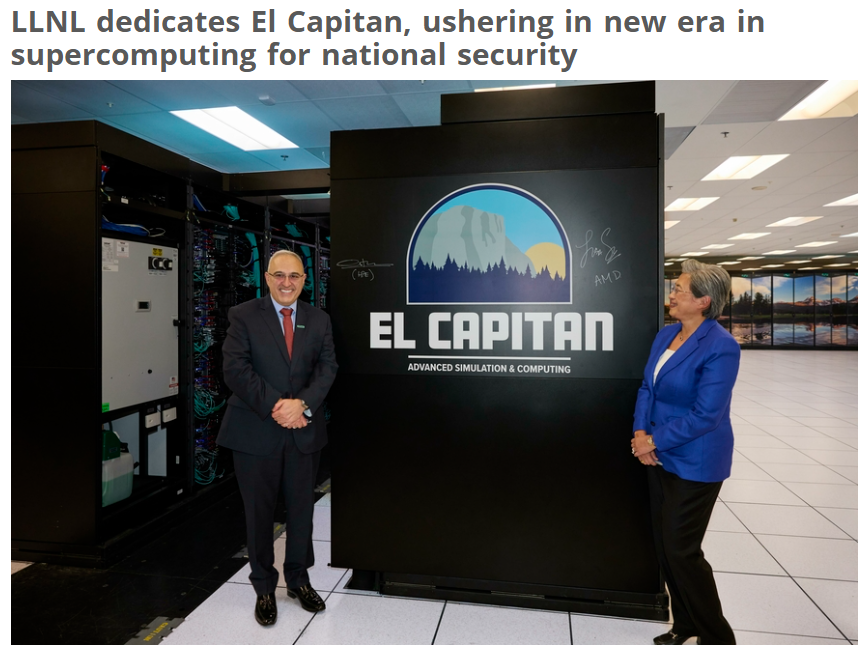 LLNL dedicates El Capitan, ushering in new era in
supercomputing for national security
(HPE)
AMD
EL CAPITAN
ADVANCED SIMULATION & COMPUTING